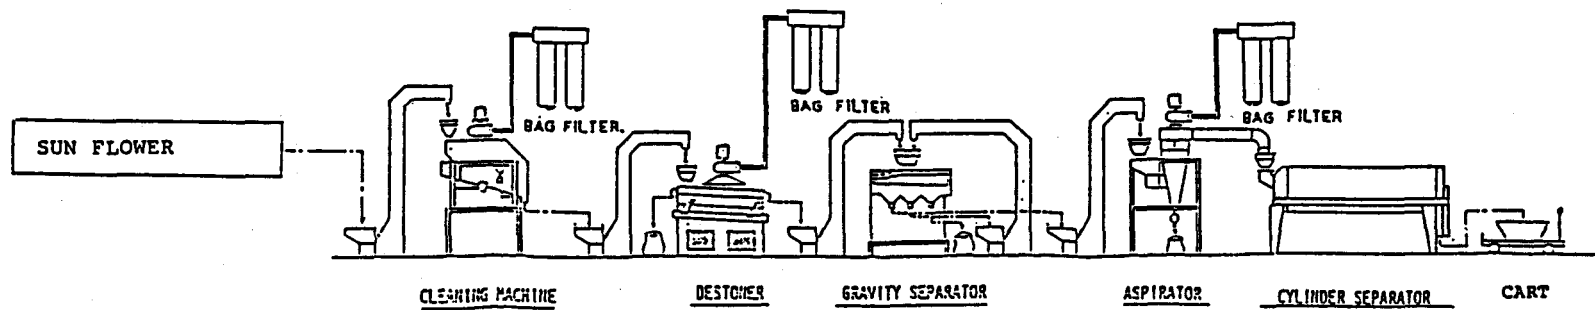 BAG FILTER
BAG FILTER.
BAG FILTER
SUN FLOWER
CLEANING MACHINE
DESTONER
GRAVITY SEPARATOR
ASPIRATOR
CYLINDER SEPARATOR
CART